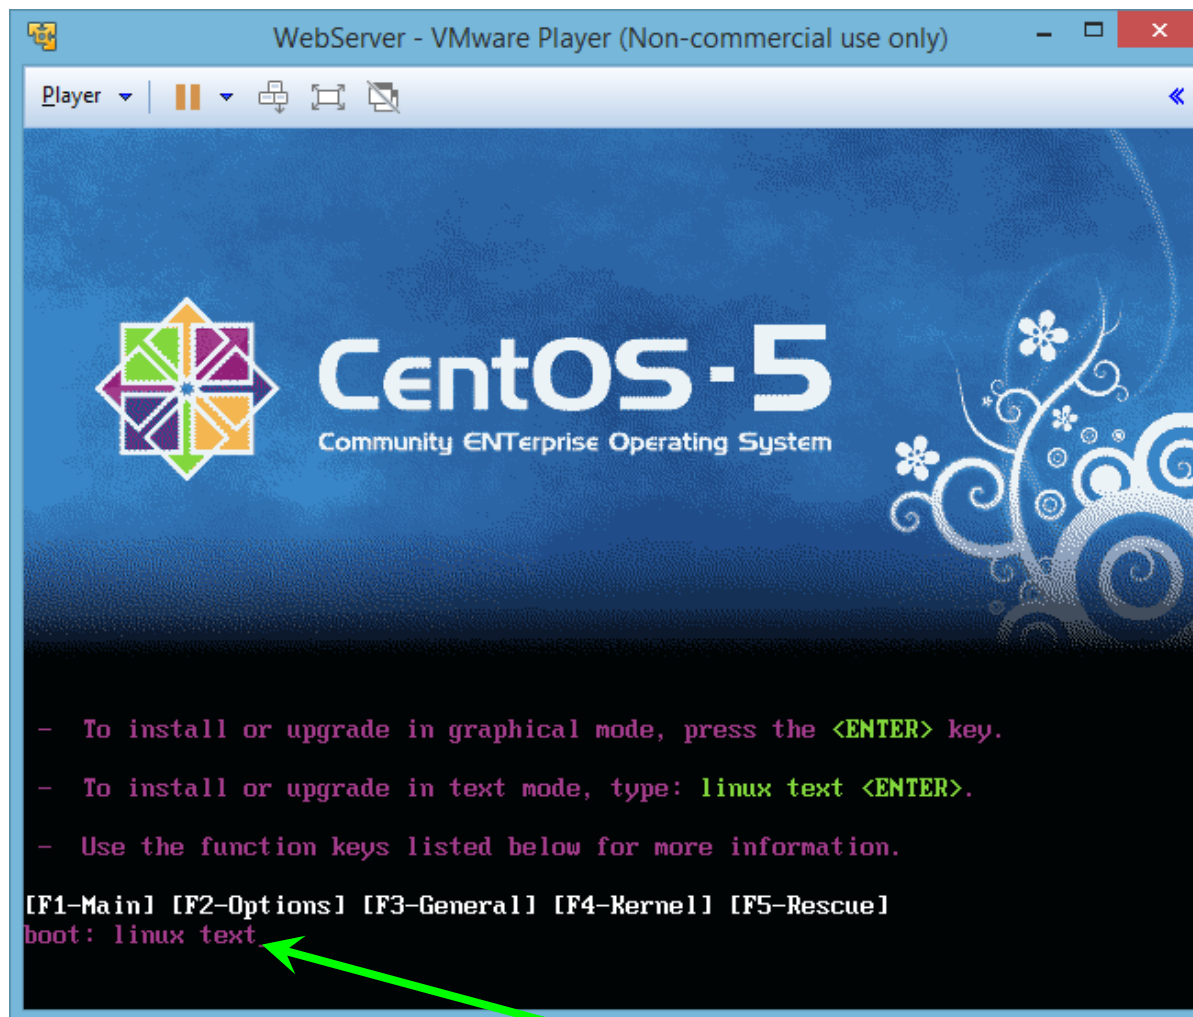 WebServer - VMware Player (Non-commercial use only)
Player
CentOS-5
Community ENTerprise Operating System
-  To install or upgrade in graphical mode, press the <ENTER> key.
-  To install or upgrade in text mode, type: linux text <ENTER>.
-  Use the function keys listed below for more information.
[F1-Main] [F2-Options] [F3-General] [F4-Kernel] [F5-Rescue]
boot: linux text_